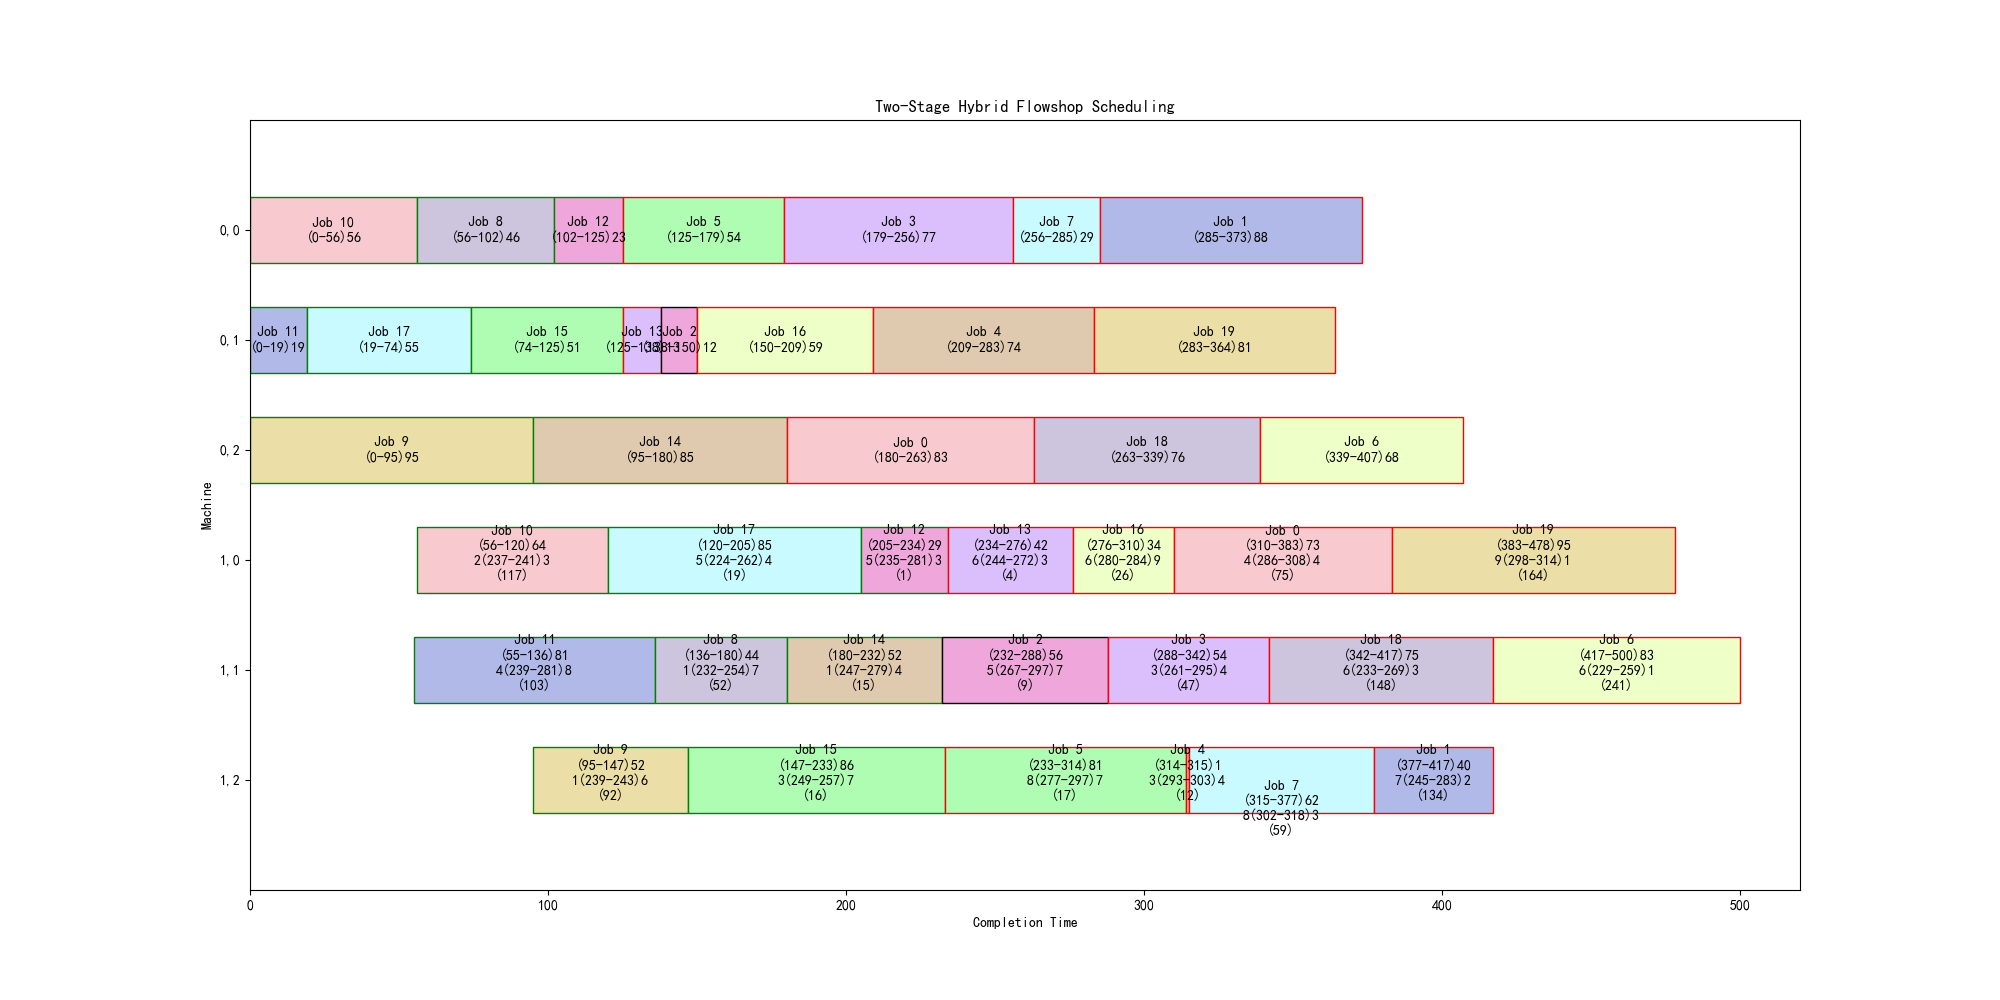 Two-Stage Hybrid Flowshop Scheduling
0,0
Job 10
(0-56)56
Job 8
(56-102)46
Job 12
(102-125)23
Job 5
(125-179)54
Job 3
(179-256)77
Job 7
(256-285)29
Job 1
(285-373)88
0,1
Job 11
(0-19)19
Job 17
(19-74)55
Job 15
(74-125)51
Job 13
(125-138)13
Job 2
(138-150)12
Job 16
(150-209)59
Job 4
(209-283)74
Job 19
(283-364)81
0,2
Job 9
(0-95)95
Job 14
(95-180)85
Job 0
(180-263)83
Job 18
(263-339)76
Job 6
(339-407)68
Machine
1,0
Job 10
(56-120)64
2(237-241)3
(117)
Job 17
(120-205)85
5(224-262)4
(19)
Job 12
(205-234)29
5(235-281)3
(1)
Job 13
(234-276)42
6(244-272)3
(4)
Job 16
(276-310)34
6(280-284)9
(26)
Job 0
(310-383)73
4(286-308)4
(75)
Job 19
(383-478)95
9(298-314)1
(164)
1,1
Job 11
(55-136)81
4(239-281)8
(103)
Job 8
(136-180)44
1(232-254)7
(52)
Job 14
(180-232)52
1(247-279)4
(15)
Job 2
(232-288)56
5(267-297)7
(9)
Job 3
(288-342)54
3(261-295)4
(47)
Job 18
(342-417)75
6(233-269)3
(148)
Job 6
(417-500)83
6(229-259)1
(241)
1,2
Job 9
(95-147)52
1(239-243)6
(92)
Job 15
(147-233)86
3(249-257)7
(16)
Job 5
(233-314)81
8(277-297)7
(17)
Job 4
(314-315)1
3(293-303)4
(12)
Job 7
(315-377)62
8(302-318)3
(59)
Job 1
(377-417)40
7(245-283)2
(134)
0
100
200
300
400
500
Completion Time